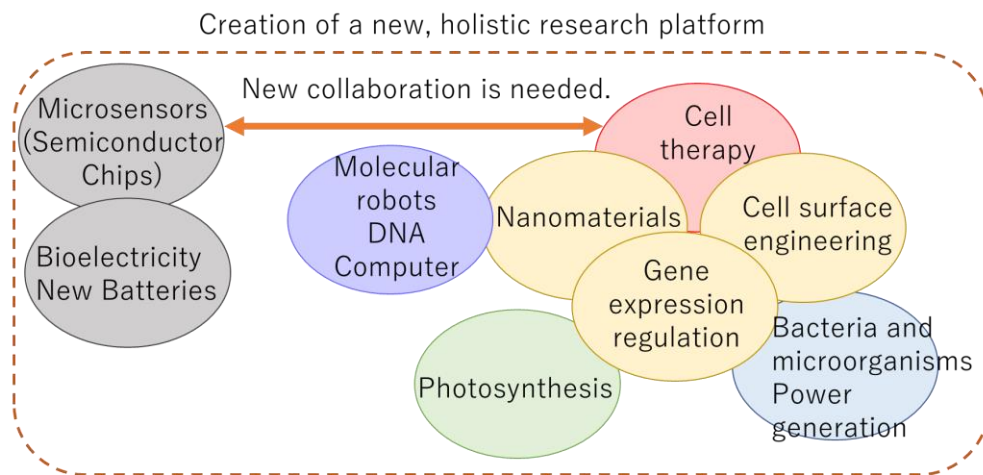 Creation of a new, holistic research platform
New collaboration is needed.
Microsensors
(Semiconductor
Chips)
Bioelectricity
New Batteries
Molecular
robots
DNA
Computer
Cell
therapy
Nanomaterials
Cell surface
engineering
Gene
expression
regulation
Photosynthesis
Bacteria and
microorganisms
Power
generation